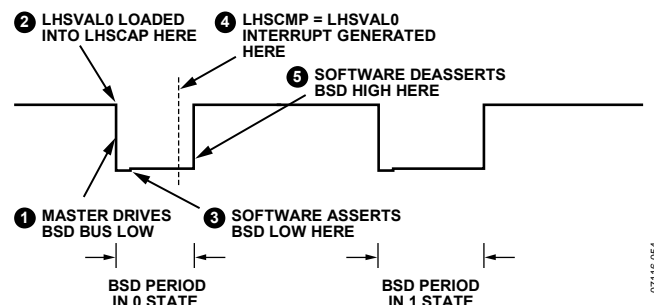 2 LHSVAL0 LOADED
INTO LHSCAP HERE
4 LHSCMP = LHSVAL0
INTERRUPT GENERATED
HERE
5 SOFTWARE DEASSERTS
BSD HIGH HERE
1 MASTER DRIVES
BSD BUS LOW
3 SOFTWARE ASSERTS
BSD LOW HERE
BSD PERIOD
IN 0 STATE
BSD PERIOD
IN 1 STATE
07116-051